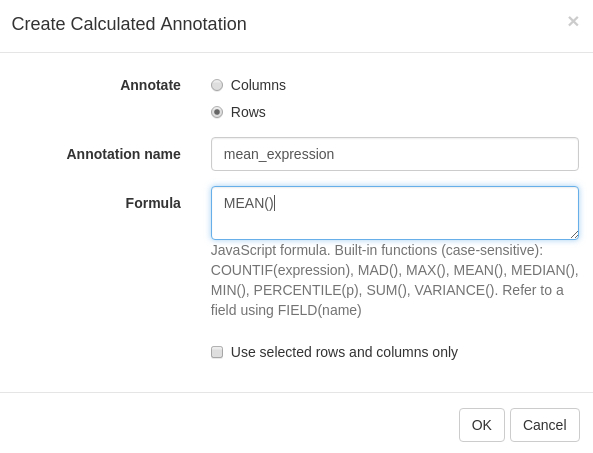 Create Calculated Annotation ×
Annotate
Columns
Rows
Annotation name mean_expression
Formula MEAN()
JavaScript formula. Built-in functions (case-sensitive):
COUNTIF(expression), MAD(), MAX(), MEAN(), MEDIAN(),
MIN(), PERCENTILE(p), SUM(), VARIANCE(). Refer to a
field using FIELD(name)
Use selected rows and columns only
OK Cancel